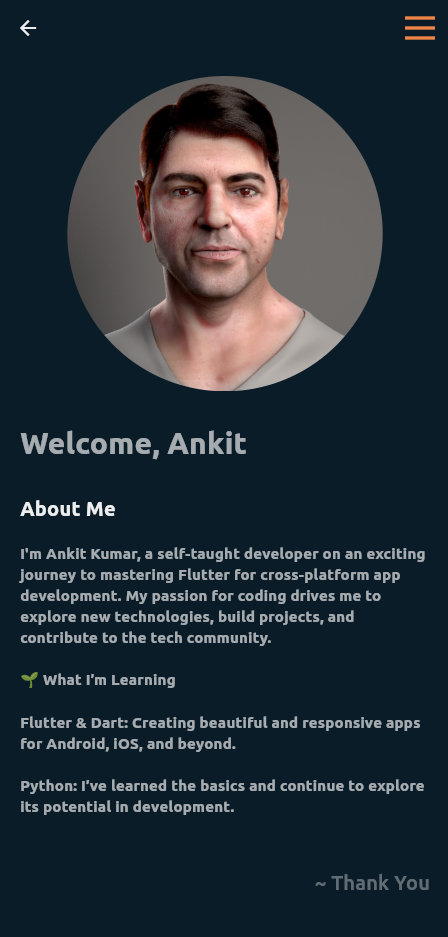 Welcome, Ankit
About Me
I'm Ankit Kumar, a self-taught developer on an exciting
journey to mastering Flutter for cross-platform app
development. My passion for coding drives me to
explore new technologies, build projects, and
contribute to the tech community.
🌱 What I’m Learning
Flutter & Dart: Creating beautiful and responsive apps
for Android, iOS, and beyond.
Python: I’ve learned the basics and continue to explore
its potential in development.
~ Thank You